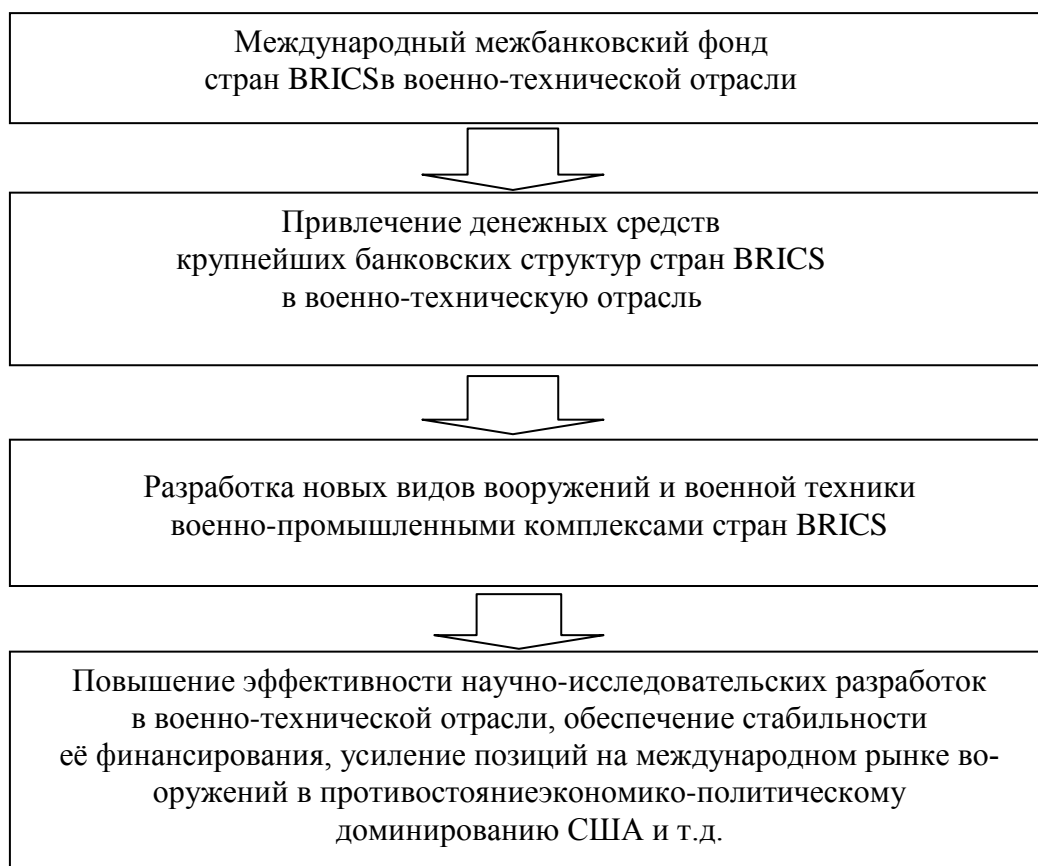 Международный межбанковский фонд
стран BRICSв военно-технической отрасли
Привлечение денежных средств
крупнейших банковских структур стран BRICS
в военно-техническую отрасль
Разработка новых видов вооружений и военной техники
военно-промышленными комплексами стран BRICS
Повышение эффективности научно-исследовательских разработок
в военно-технической отрасли, обеспечение стабильности
её финансирования, усиление позиций на международном рынке во-
оружений в противостояниеэкономико-политическому
доминированию США и т.д.